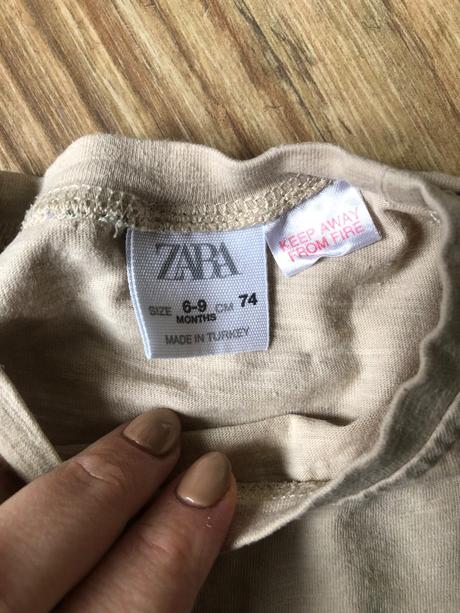 ZARA
SIZE 6-9 MONTHS CM 74
MADE IN TURKEY
KEEP AWAY
FROM FIRE